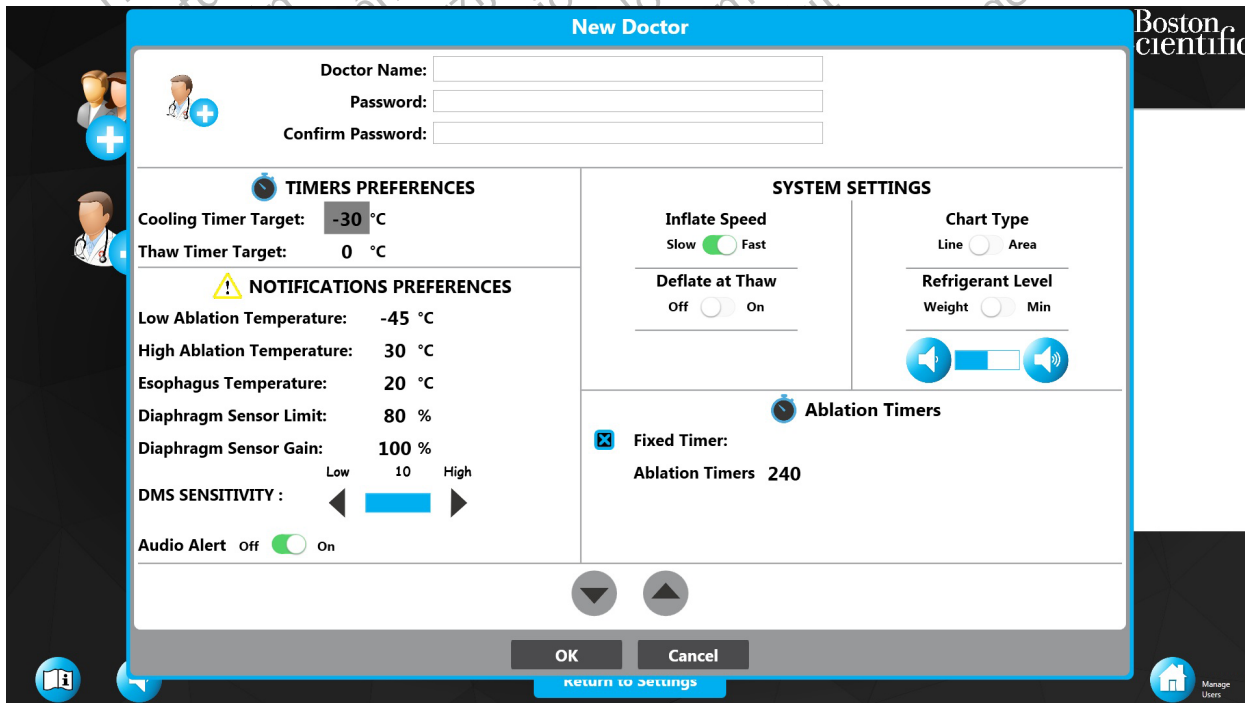 New Doctor
Boston
cientific
Doctor Name:
Password:
Confirm Password:
TIMERS PREFERENCES
Cooling Timer Target: -30 °C
Thaw Timer Target: 0 °C
NOTIFICATIONS PREFERENCES
Low Ablation Temperature: -45 °C
High Ablation Temperature: 30 °C
Esophagus Temperature: 20 °C
Diaphragm Sensor Limit: 80 %
Diaphragm Sensor Gain: 100 %
Low 10 High
DMS SENSITIVITY :
Audio Alert Off On
SYSTEM SETTINGS
Inflate Speed
Slow Fast
Deflate at Thaw
Off On
Chart Type
Line Area
Refrigerant Level
Weight Min
Ablation Timers
Fixed Timer:
Ablation Timers 240
OK Cancel
Return to Settings
Manage
Users